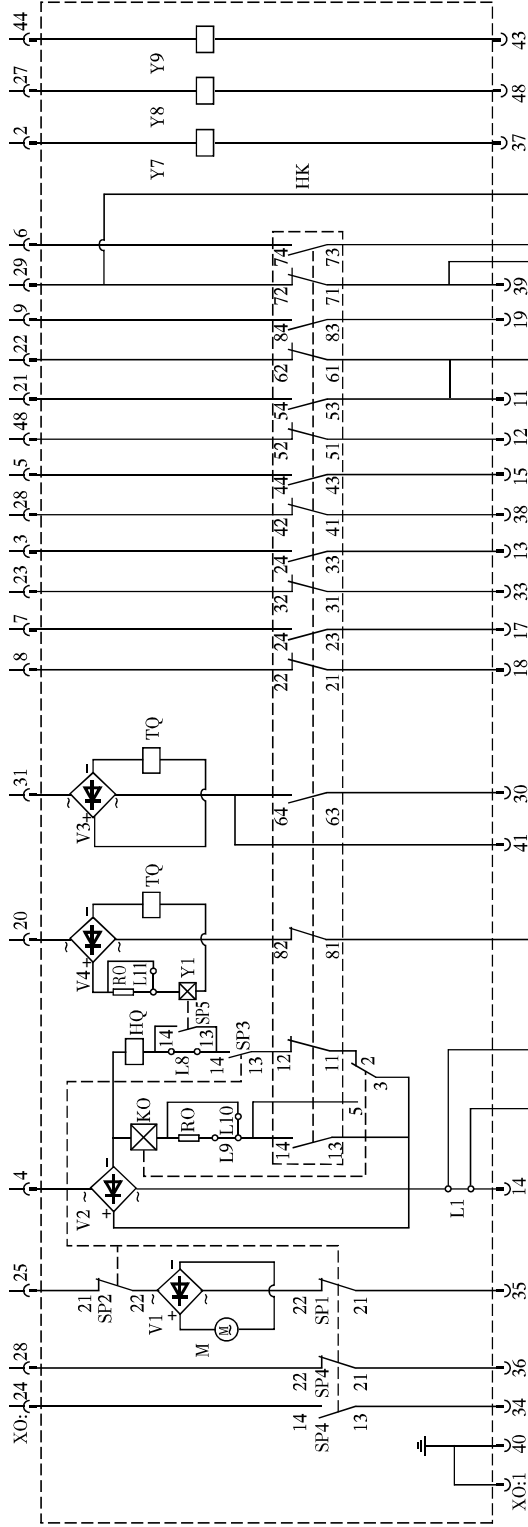 XO: 24 28 25 4 20 31 8 7 23 3 28 5 48 21 22 9 29 6 2 27 44
V2 V4 V3
21 22
SP2
V1
M
M
KO
HQ
RO
L11
Y1
TQ
TQ
Y7 Y8 Y9
RO
L9 L10
L8
14 13
SP5
14 13
SP3
14 13
12 11
2
3
5
82 81
64 63
22 21
24 23
32 31
24 33
42 41
44 43
52 51
54 53
62 61
84 83
72 71
74 73
HK
14 13
SP4
22 21
SP4
22 21
SP1
L1
XO:1 40 34 36 35 14 41 30 18 17 33 13 38 15 12 11 19 39 37 48 43